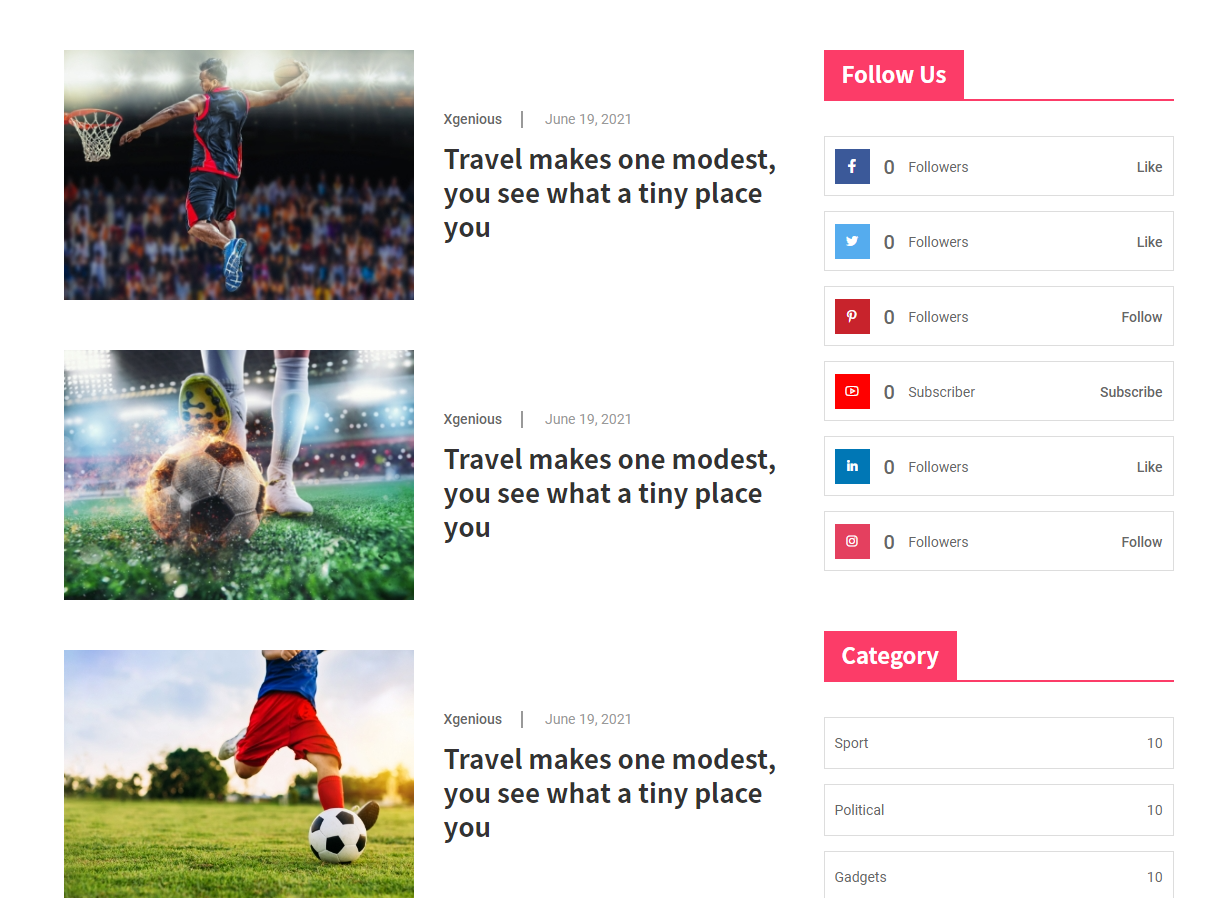 Xgenious | June 19, 2021
Travel makes one modest,
you see what a tiny place
you
Xgenious | June 19, 2021
Travel makes one modest,
you see what a tiny place
you
Xgenious | June 19, 2021
Travel makes one modest,
you see what a tiny place
you
Follow Us
0 Followers Like
0 Followers Like
0 Followers Follow
0 Subscriber Subscribe
in 0 Followers Like
0 Followers Follow
Category
Sport 10
Political 10
Gadgets 10